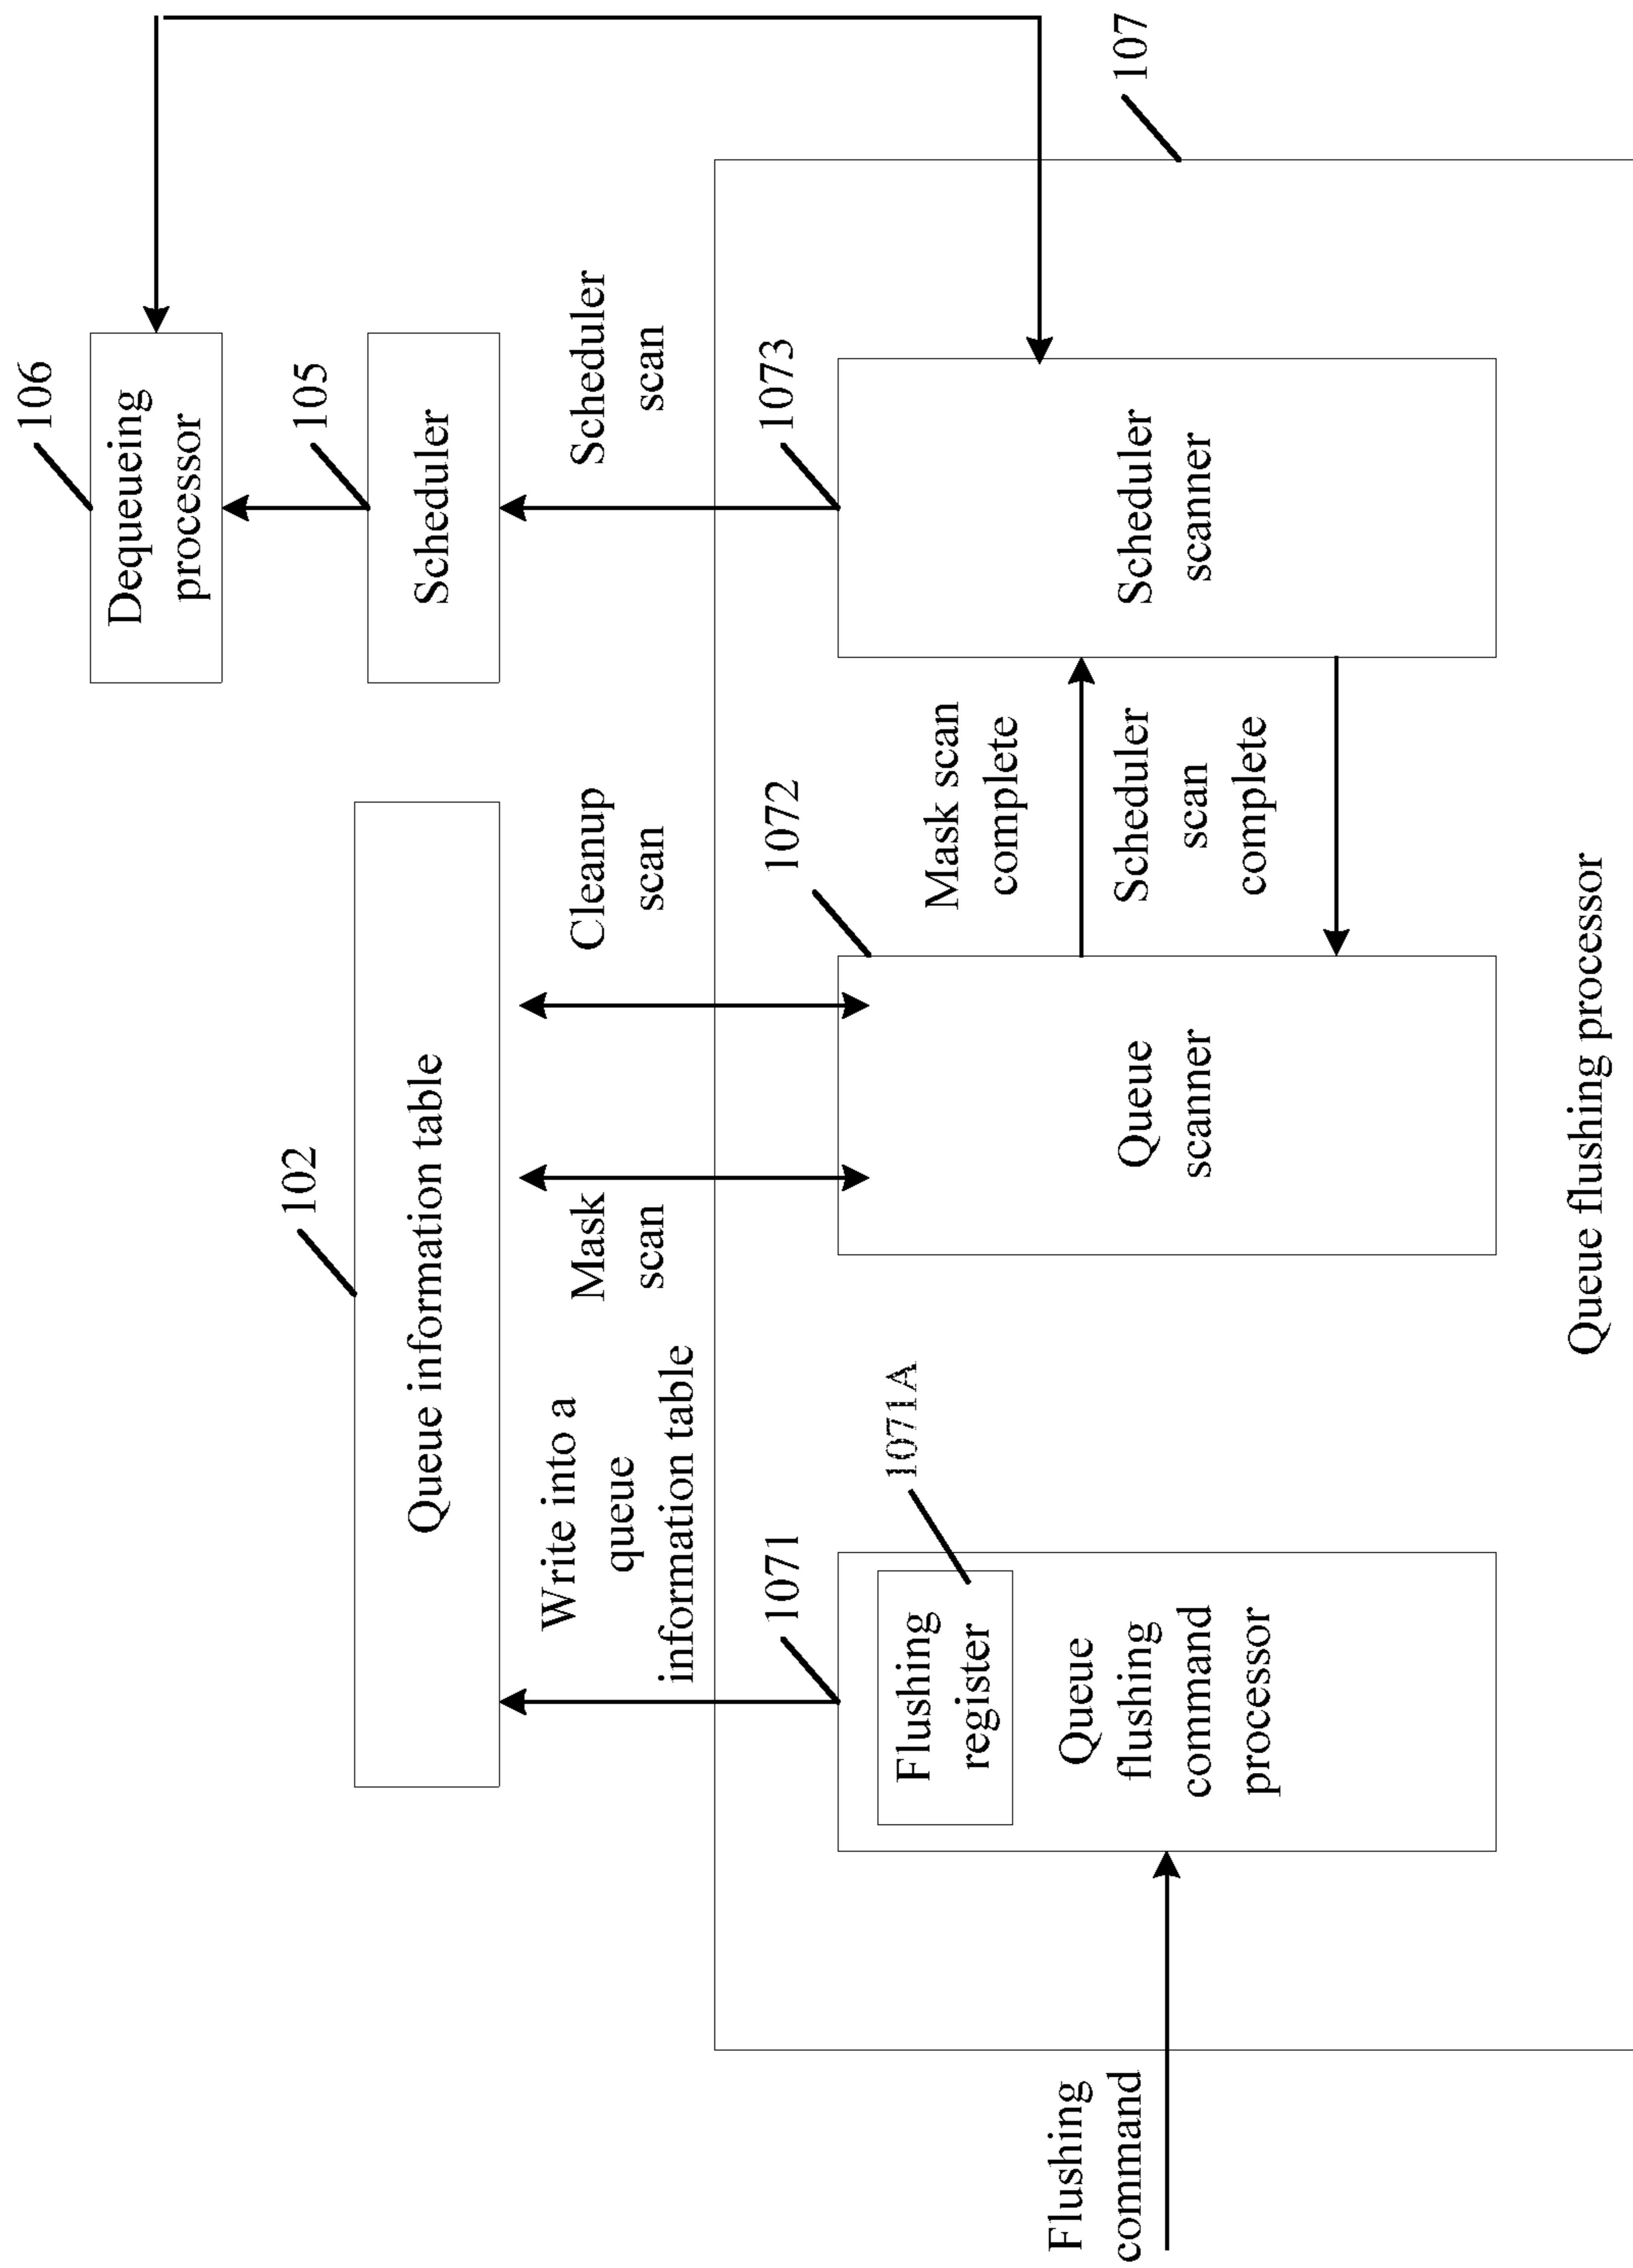 106
Dequeueing
processor
105
Scheduler
Scheduler
scan
102
Queue information table
Write into a
queue
information table
Mask
scan
Cleanup
scan
107
1071
1071A
Flushing
register
Queue
flushing
command
processor
1072
Queue
scanner
Mask scan
complete
Scheduler
scan
complete
1073
Scheduler
scanner
Flushing
command
Queue flushing processor